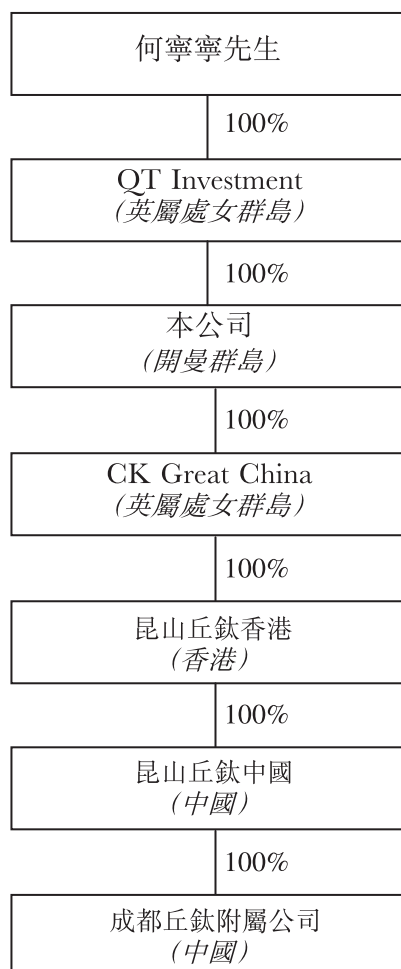 何寧寧先生
100%
QT Investment
(英屬處女群島)
100%
本公司
(開曼群島)
100%
CK Great China
(英屬處女群島)
100%
昆山丘鈦香港
(香港)
100%
昆山丘鈦中國
(中國)
100%
成都丘鈦附屬公司
(中國)